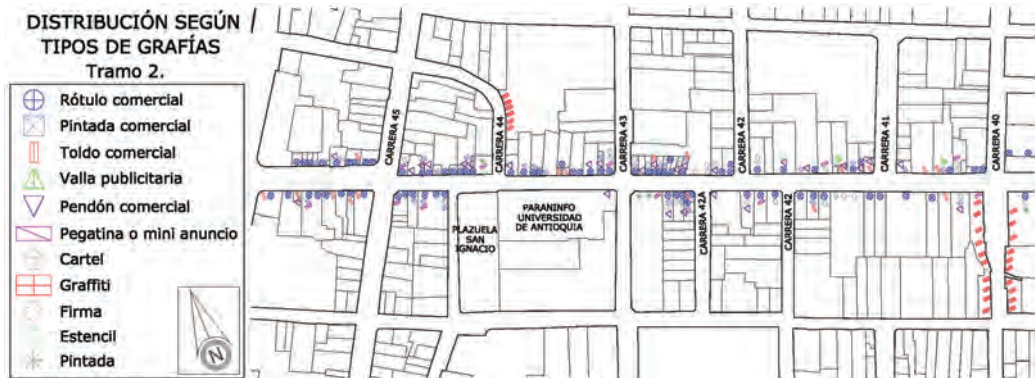 DISTRIBUCIÓN SEGÚN
TIPOS DE GRAFÍAS
Tramo 2.
Rótulo comercial
Pintada comercial
Toldo comercial
Valla publicitaria
Pendón comercial
Pegatina o mini anuncio
Cartel
Graffiti
Firma
Estencil
Pintada
N
CARRERA 45
CARRERA 44
CARRERA 43
CARRERA 42
CARRERA 41
CARRERA 40
PLAZUELA
SAN
IGNACIO
PARANINFO
UNIVERSIDAD
DE ANTIOQUIA
CARRERA 42A
CARRERA 42